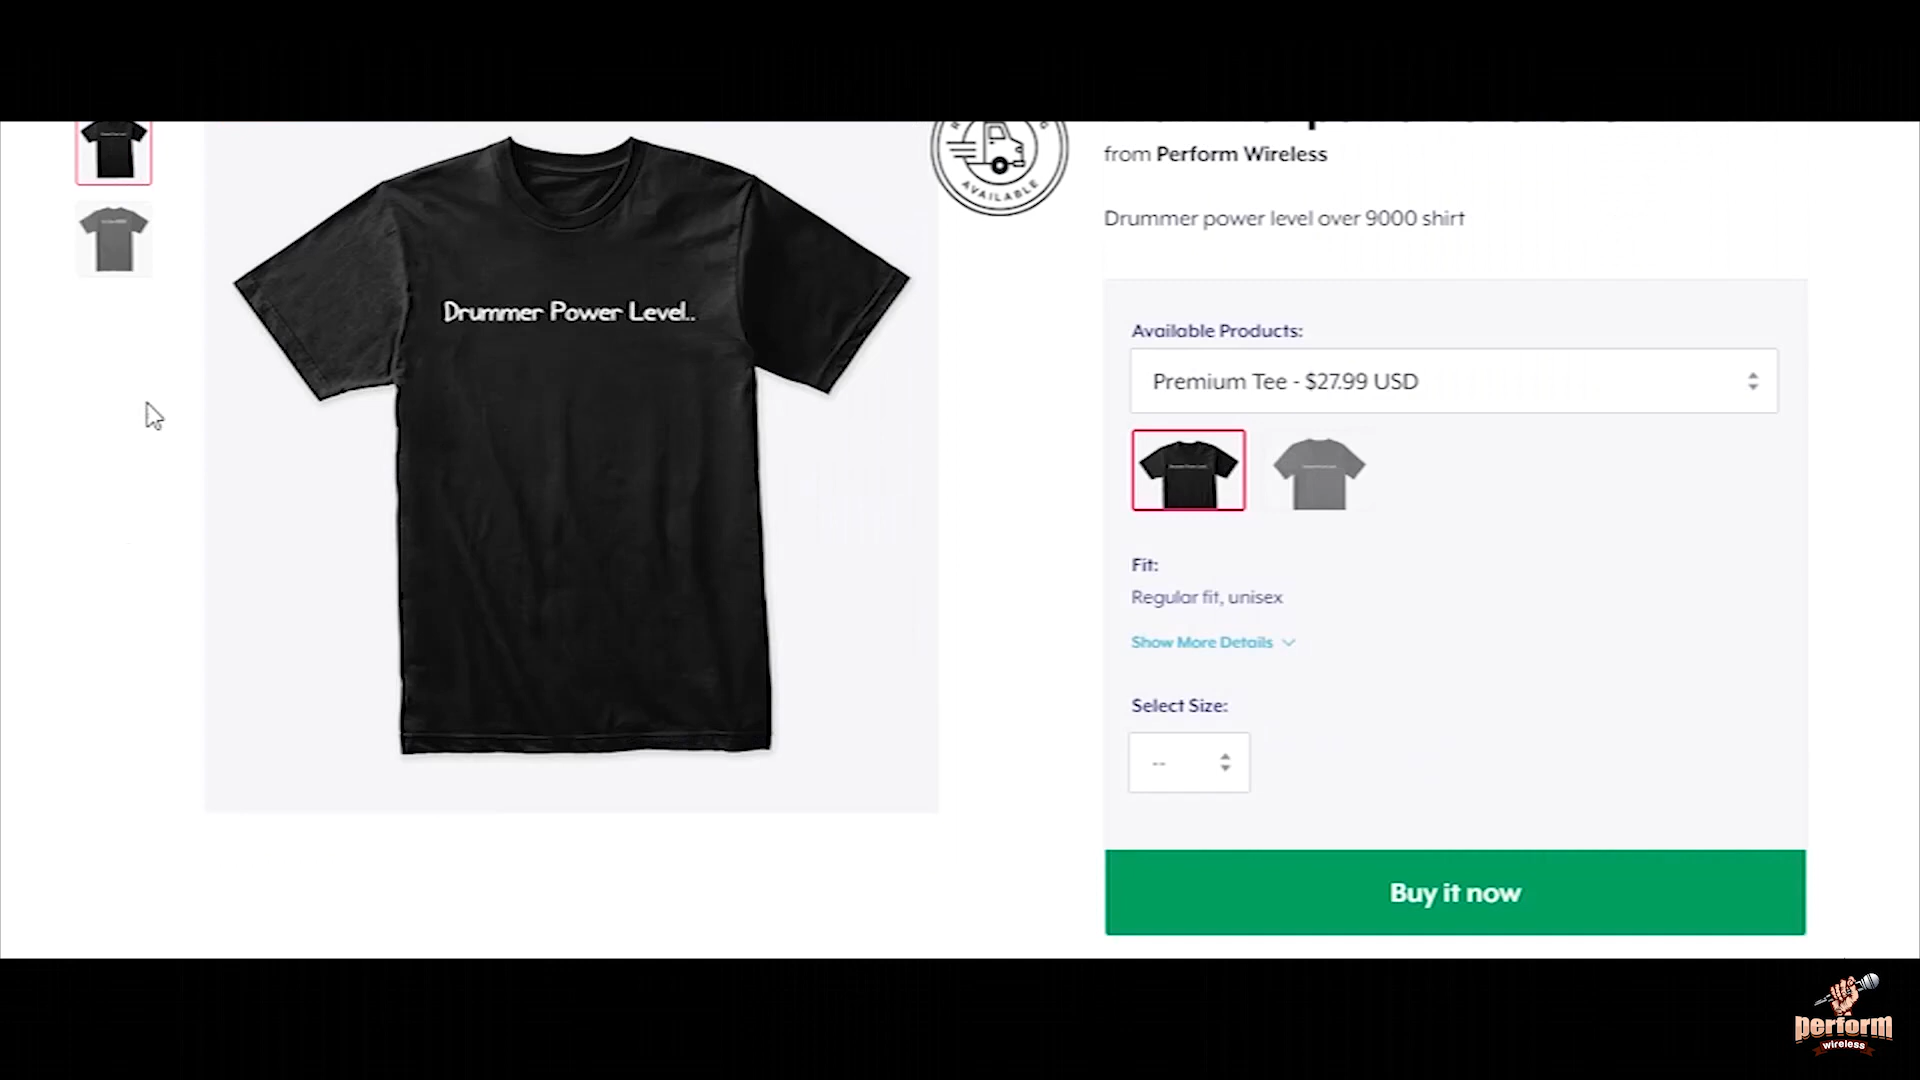 AVAILABLE
from Perform Wireless
Drummer power level over 9000 shirt
Drummer Power Level..
Available Products:
Premium Tee - $27.99 USD
Fit:
Regular fit, unisex
Show More Details
Select Size:
--
Buy it now
perform
wireless